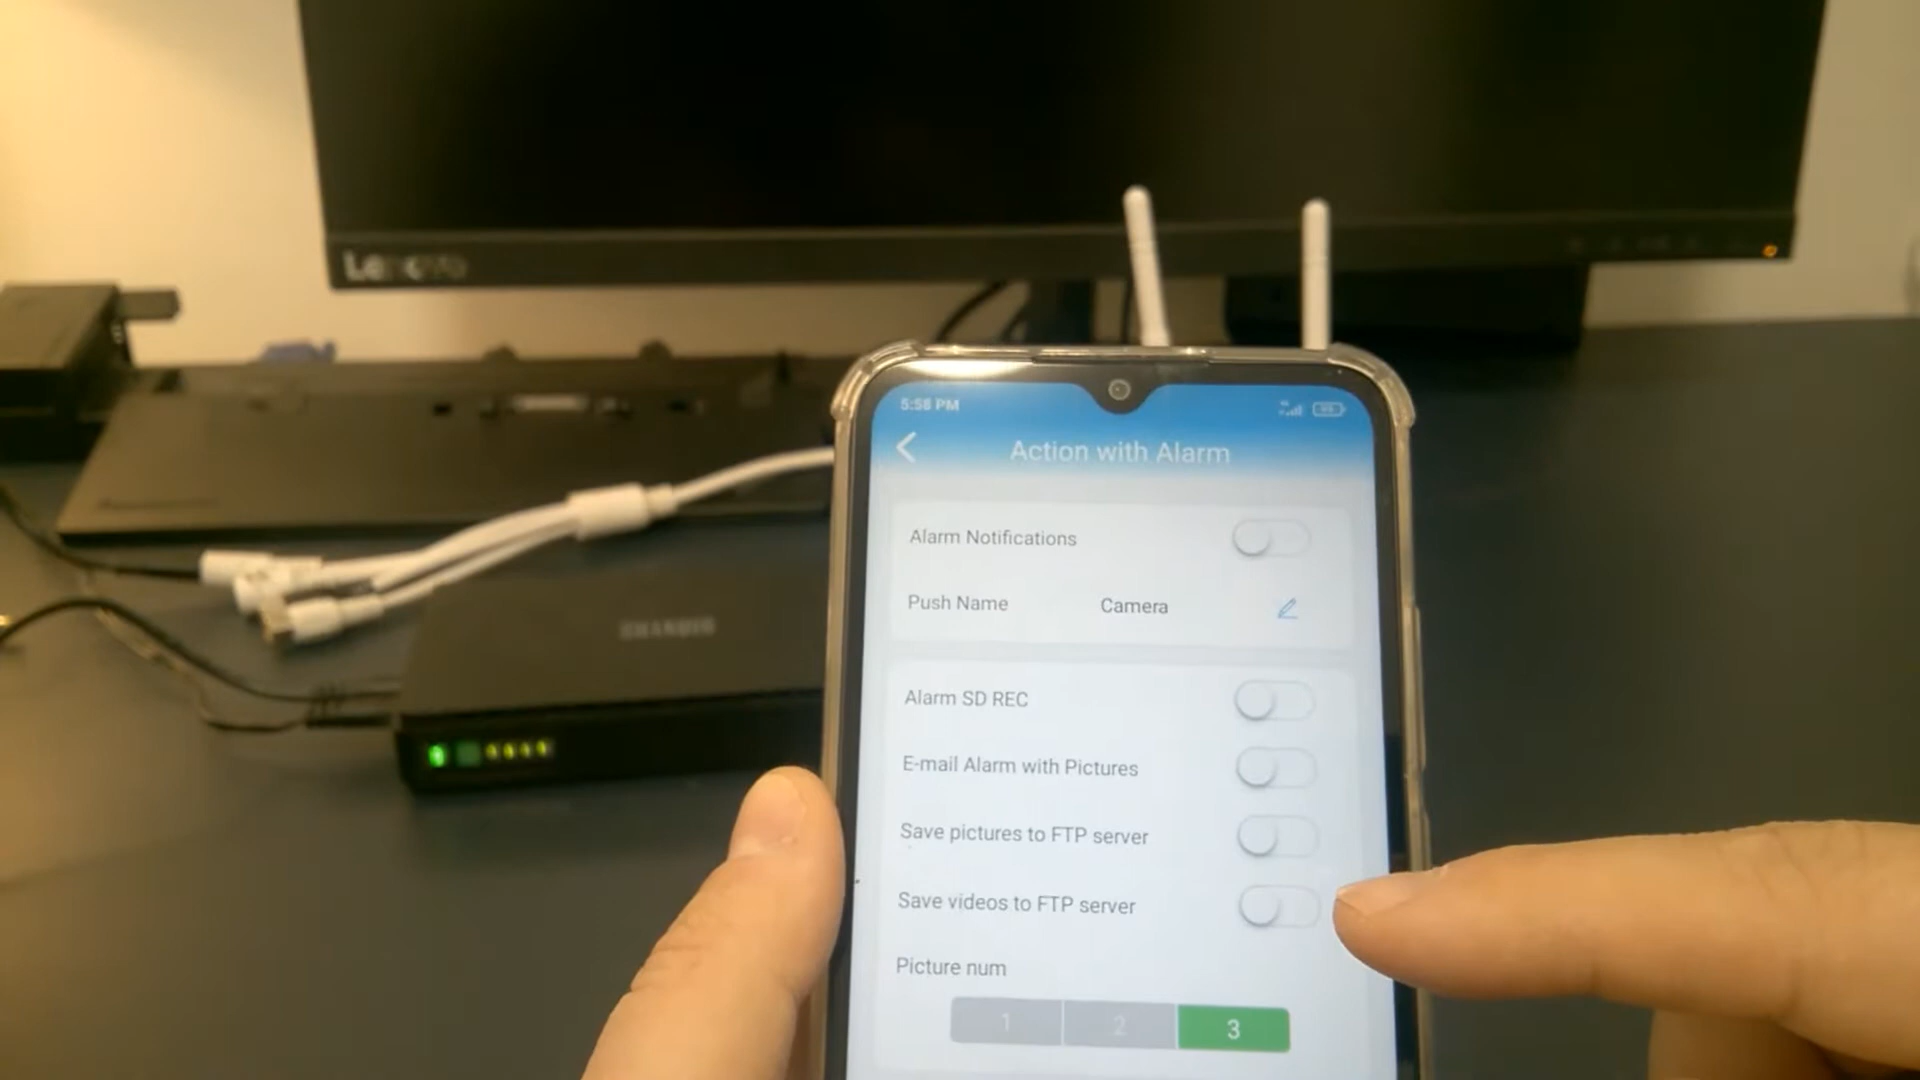 Lenovo
5:58 PM
Action with Alarm
Alarm Notifications
Push Name Camera
Alarm SD REC
E-mail Alarm with Pictures
Save pictures to FTP server
Save videos to FTP server
Picture num
1 2 3